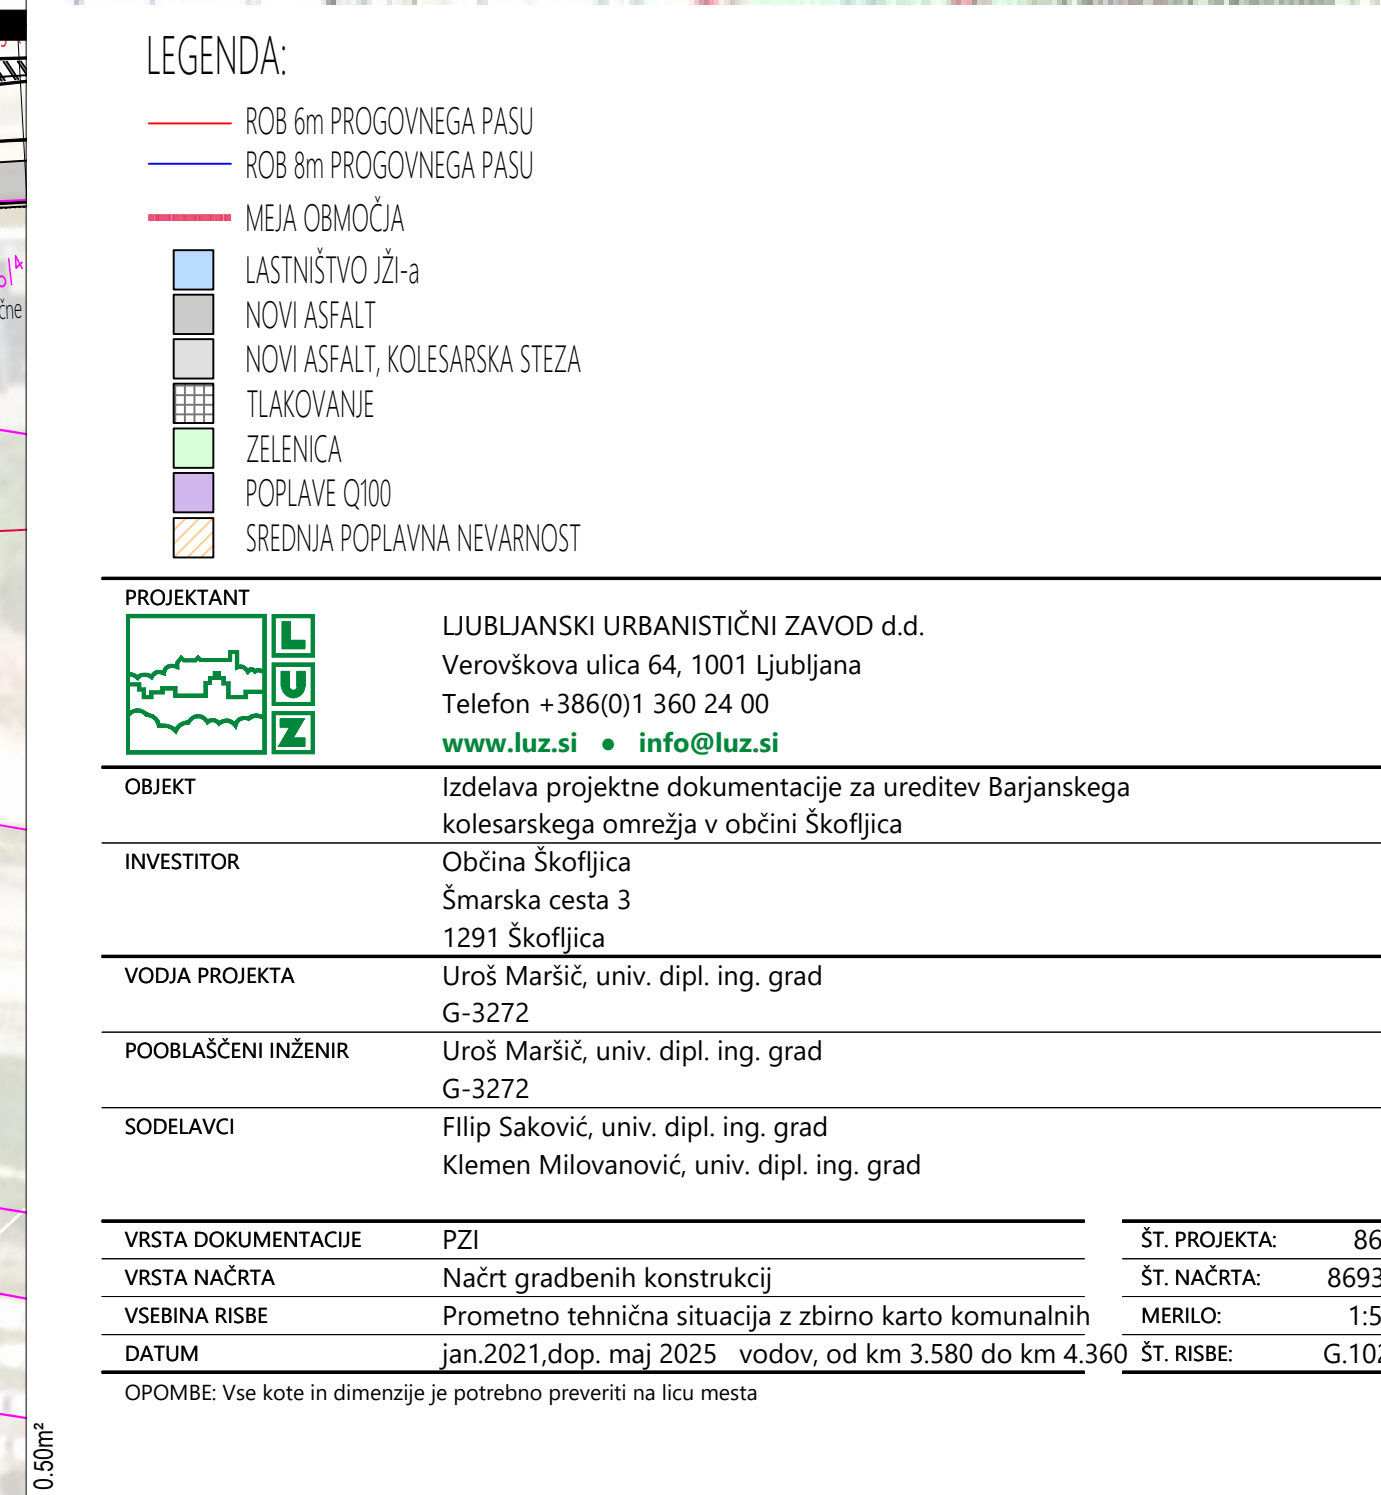 LEGENDA:
ROB 6m PROGOVNEGA PASU
ROB 8m PROGOVNEGA PASU
MEJA OBMOČJA
LASTNIŠTVO JŽI-a
NOVI ASFALT
NOVI ASFALT, KOLESARSKA STEZA
TLAKOVANJE
ZELENICA
POPLAVE Q100
SREDNJA POPLAVNA NEVARNOST
PROJEKTANT
L
U
Z
LJUBLJANSKI URBANISTIČNI ZAVOD d.d.
Verovškova ulica 64, 1001 Ljubljana
Telefon +386(0)1 360 24 00
www.luz.si • info@luz.si
OBJEKT Izdelava projektne dokumentacije za ureditev Barjanskega
kolesarskega omrežja v občini Škofljica
INVESTITOR Občina Škofljica
Šmarska cesta 3
1291 Škofljica
VODJA PROJEKTA Uroš Maršič, univ. dipl. ing. grad
G-3272
POOBLAŠČENI INŽENIR Uroš Maršič, univ. dipl. ing. grad
G-3272
SODELAVCI FIlip Saković, univ. dipl. ing. grad
Klemen Milovanović, univ. dipl. ing. grad
VRSTA DOKUMENTACIJE PZI ŠT. PROJEKTA: 86
VRSTA NAČRTA Načrt gradbenih konstrukcij ŠT. NAČRTA: 8693
VSEBINA RISBE Prometno tehnična situacija z zbirno karto komunalnih MERILO: 1:5
DATUM jan.2021,dop. maj 2025 vodov, od km 3.580 do km 4.360 ŠT. RISBE: G.102
OPOMBE: Vse kote in dimenzije je potrebno preveriti na licu mesta
0.50m²
čne